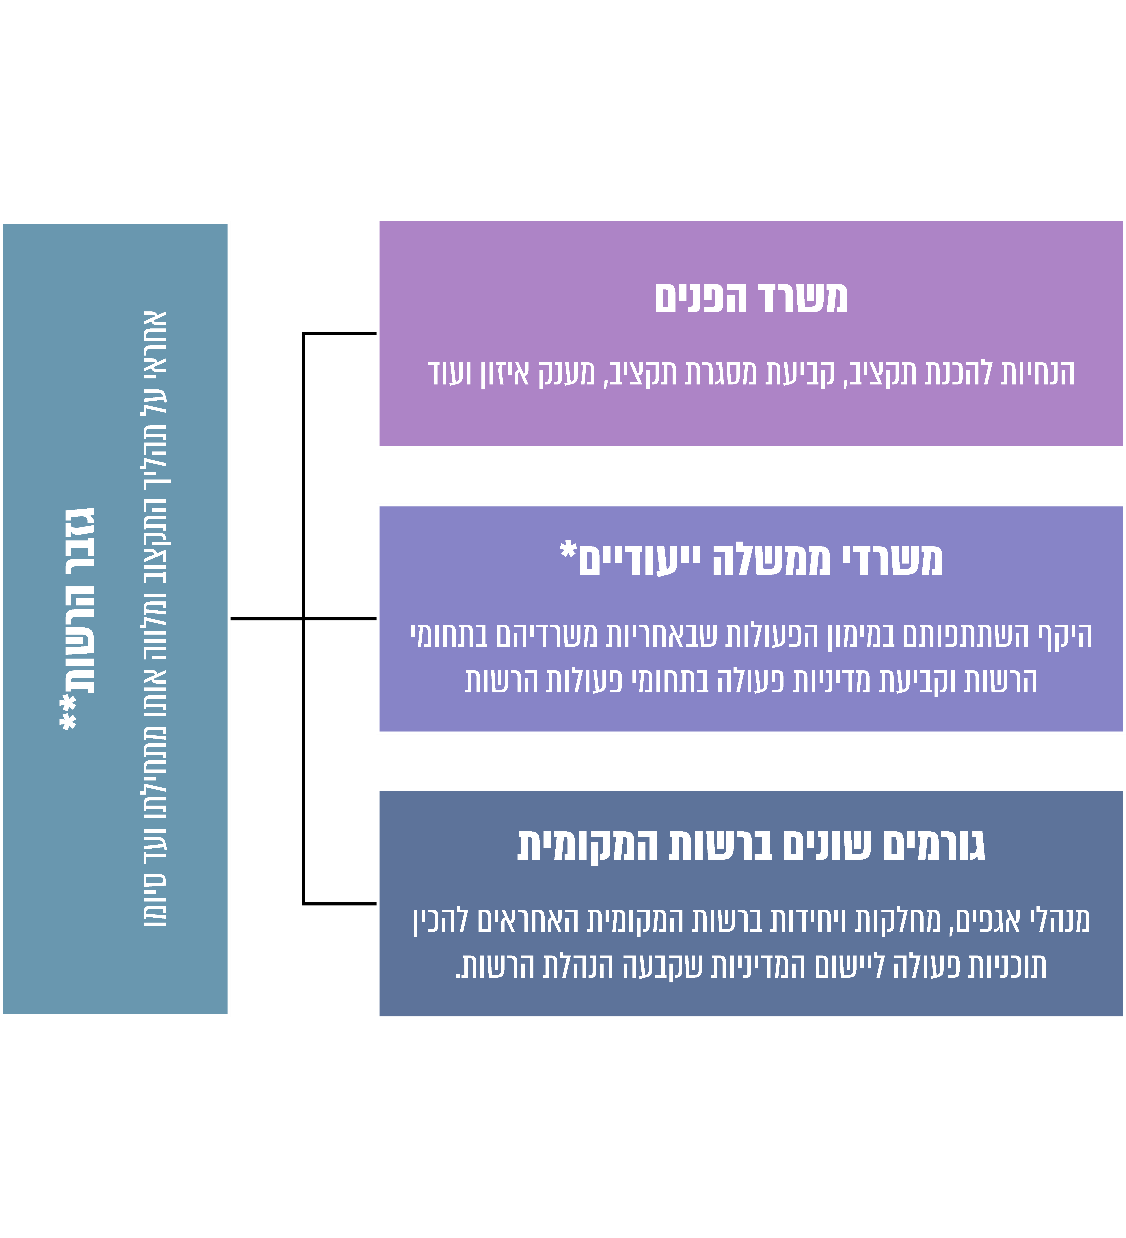 משרד הפנים
הנחיות להכנת תקציב, קביעת מסגרת תקציב, מענק איזון ועוד
משרדי ממשלה ייעודיים*
היקף השתתפותם במימון הפעולות שבאחריות משרדיהם בתחומי
הרשות וקביעת מדיניות פעולה בתחומי פעולות הרשות
גורמים שונים ברשות המקומית
מנהלי אגפים, מחלקות ויחידות ברשות המקומית האחראים להכין
תוכניות פעולה ליישום המדיניות שקבעה הנהלת הרשות.
גזבר הרשות**
אחראי על תהליך התקצוב ומלווה אותו מתחילתו ועד סיומו